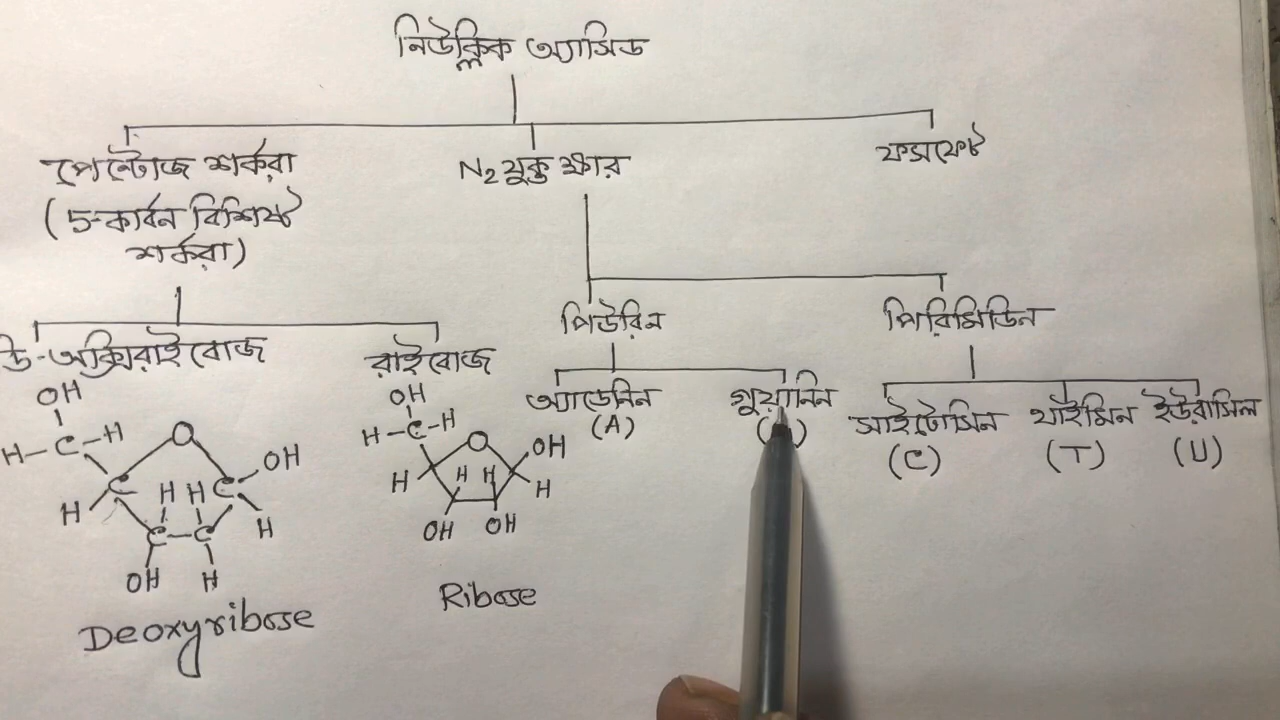 নিউক্লিক অ্যাসিড
পেন্টোজ শর্করা
(5-কার্বন বিশিষ্ট
শর্করা)
N₂ যুক্ত ক্ষার
ফসফেট
পিউরিন
পিরিমিডিন
ডি-অক্সিরাইবোজ
রাইবোজ
অ্যাডেনিন
(A)
গুয়ানিন
সাইটোসিন
(C)
থাইমিন
(T)
ইউরাসিল
(U)
OH
H-C-H
O
C C OH
H H H H
C-C
OH H
Deoxyribose
OH
H-C-H
O OH
H H H H
OH OH
Ribose